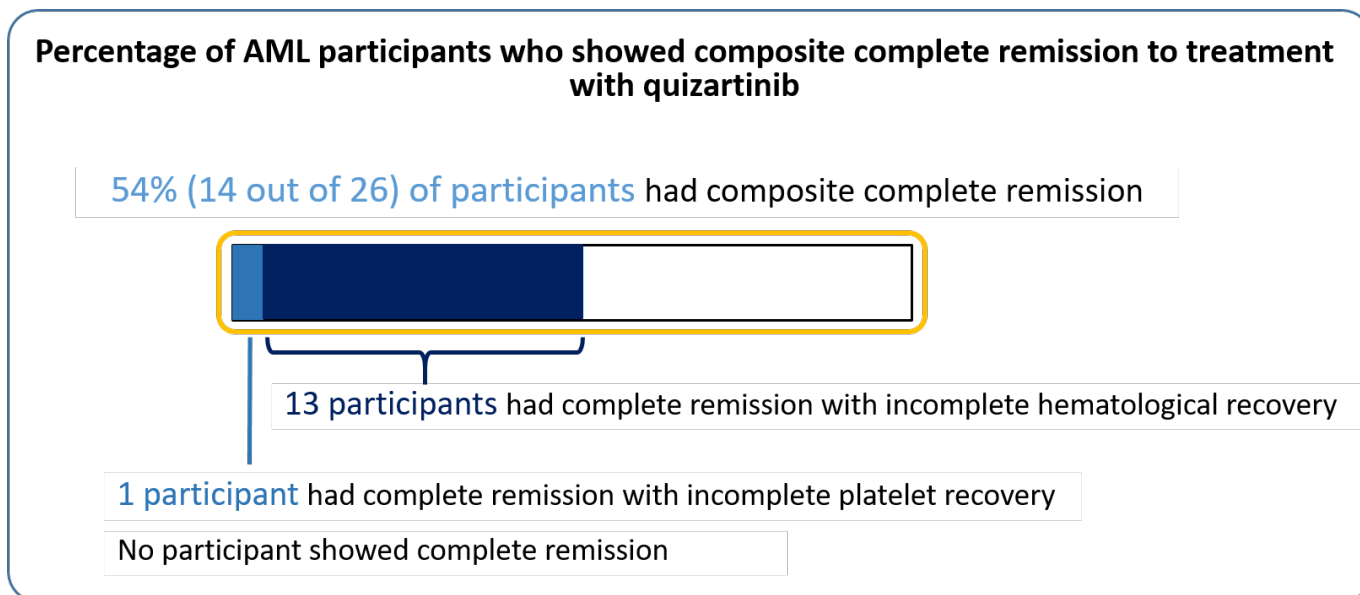 Percentage of AML participants who showed composite complete remission to treatment
with quizartinib
54% (14 out of 26) of participants had composite complete remission
13 participants had complete remission with incomplete hematological recovery
1 participant had complete remission with incomplete platelet recovery
No participant showed complete remission